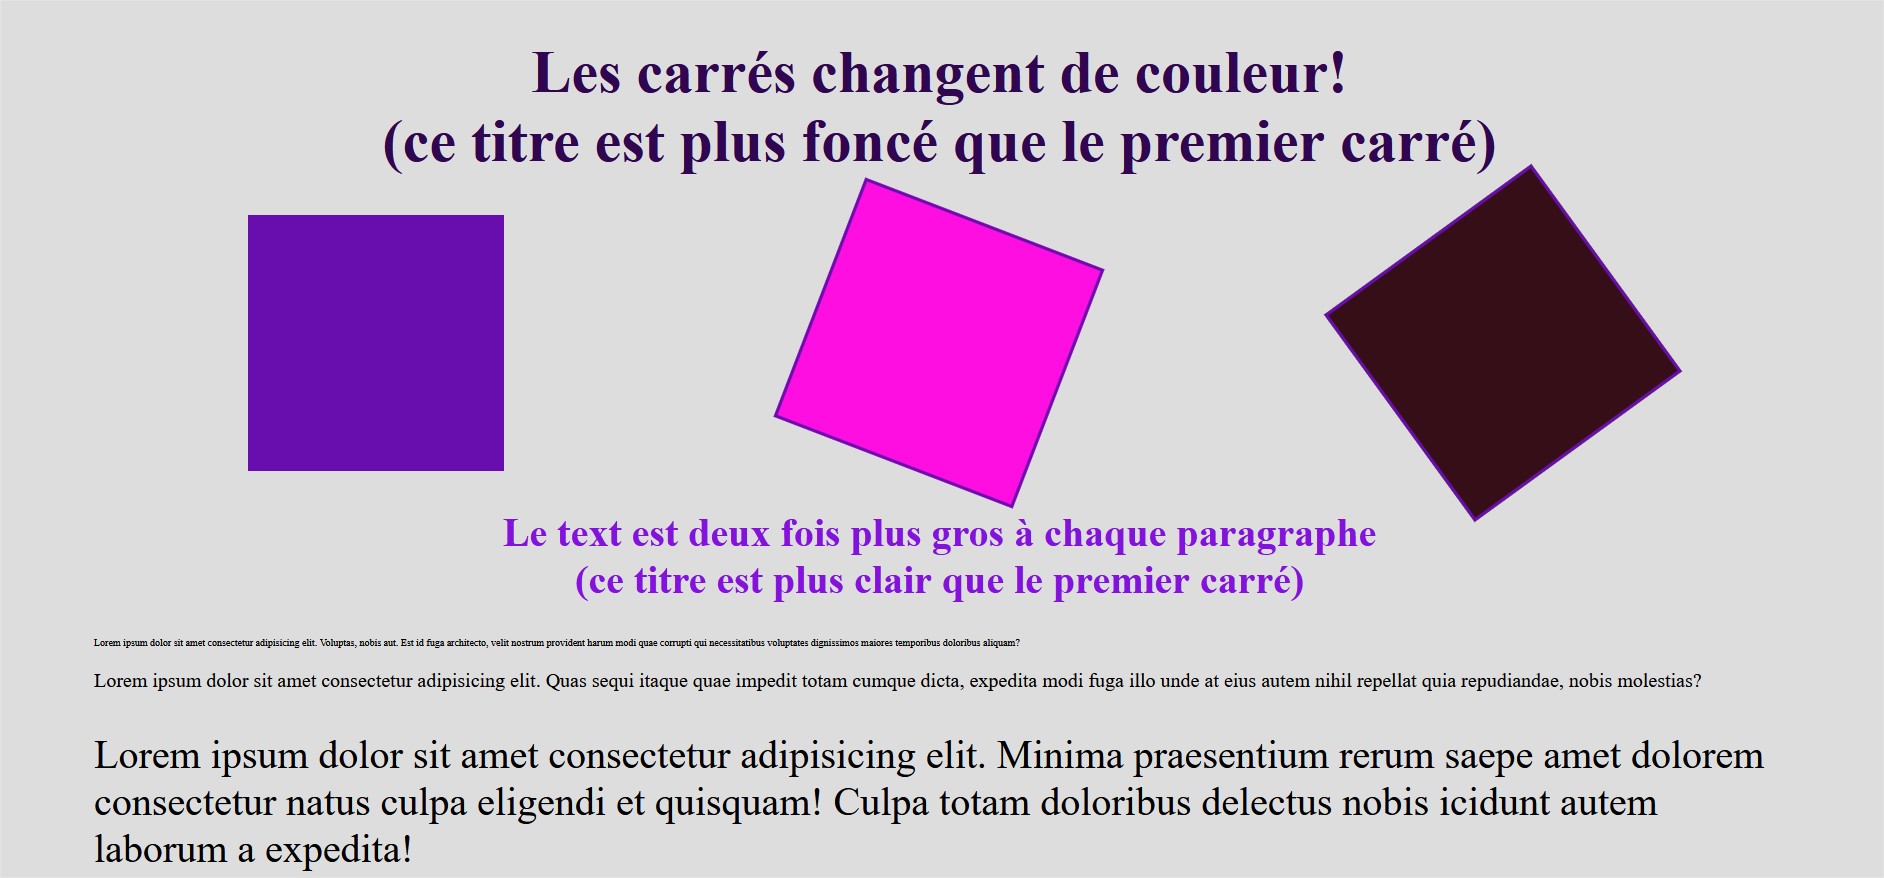 Les carrés changent de couleur!
(ce titre est plus foncé que le premier carré)
Le text est deux fois plus gros à chaque paragraphe
(ce titre est plus clair que le premier carré)
Lorem ipsum dolor sit amet consectetur adipisicing elit. Voluptas, nobis aut. Est id fuga architecto, velit nostrum provident harum modi quae corrupti qui necessitatibus voluptates dignissimos maiores temporibus doloribus aliquam?
Lorem ipsum dolor sit amet consectetur adipisicing elit. Quas sequi itaque quae impedit totam cumque dicta, expedita modi fuga illo unde at eius autem nihil repellat quia repudiandae, nobis molestias?
Lorem ipsum dolor sit amet consectetur adipisicing elit. Minima praesentium rerum saepe amet dolorem
consectetur natus culpa eligendi et quisquam! Culpa totam doloribus delectus nobis icidunt autem
laborum a expedita!